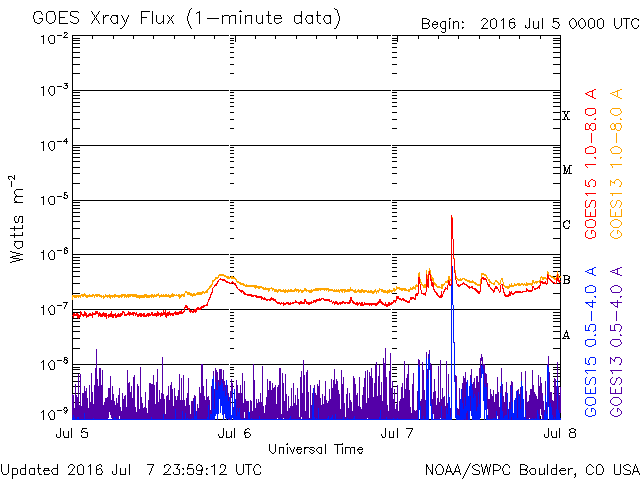 GOES Xray Flux (1-minute data)
Begin: 2016 Jul 5 0000 UTC
10-2
10-3
10-4
10-5
10-6
10-7
10-8
10-9
Watts m-2
X
M
C
B
A
GOES15 1.0-8.0 A
GOES13 1.0-8.0 A
GOES15 0.5-4.0 A
GOES13 0.5-4.0 A
Jul 5
Jul 6
Jul 7
Jul 8
Universal Time
Updated 2016 Jul 7 23:59:12 UTC
NOAA/SWPC Boulder, CO USA